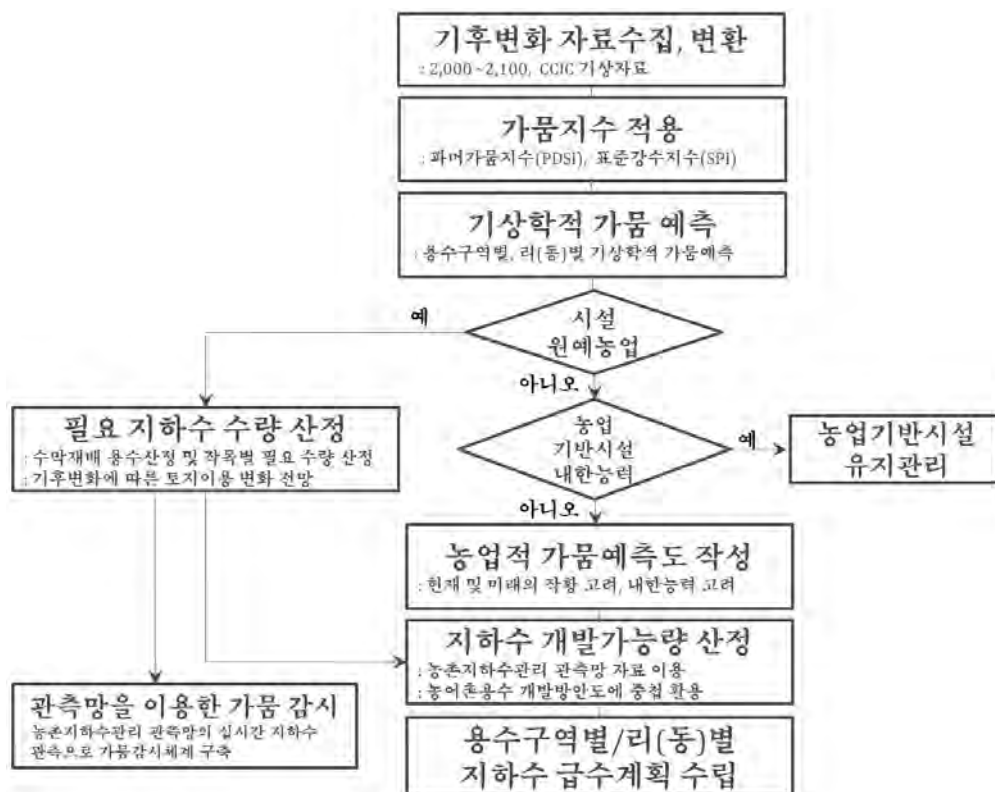 기후변화 자료수집, 변환
: 2,000~2,100, CCIC 기상자료
가뭄지수 적용
: 파머가뭄지수(PDSi), 표준강수지수(SPi)
기상학적 가뭄 예측
: 용수구역별, 리(동)별 기상학적 가뭄예측
예
시설
원예농업
아니오
필요 지하수 수량 산정
: 수막재배 용수산정 및 작목별 필요 수량 산정
: 기후변화에 따른 토지이용 변화 전망
농업
기반시설
내한능력
예
농업기반시설
유지관리
아니오
농업적 가뭄예측도 작성
: 현재 및 미래의 작황 고려, 내한능력 고려
지하수 개발가능량 산정
: 농촌지하수관리 관측망 자료 이용
: 농어촌용수 개발방안도에 중첩 활용
관측망을 이용한 가뭄 감시
: 농촌지하수관리 관측망의 실시간 지하수
관측으로 가뭄감시체계 구축
용수구역별/리(동)별
지하수 급수계획 수립